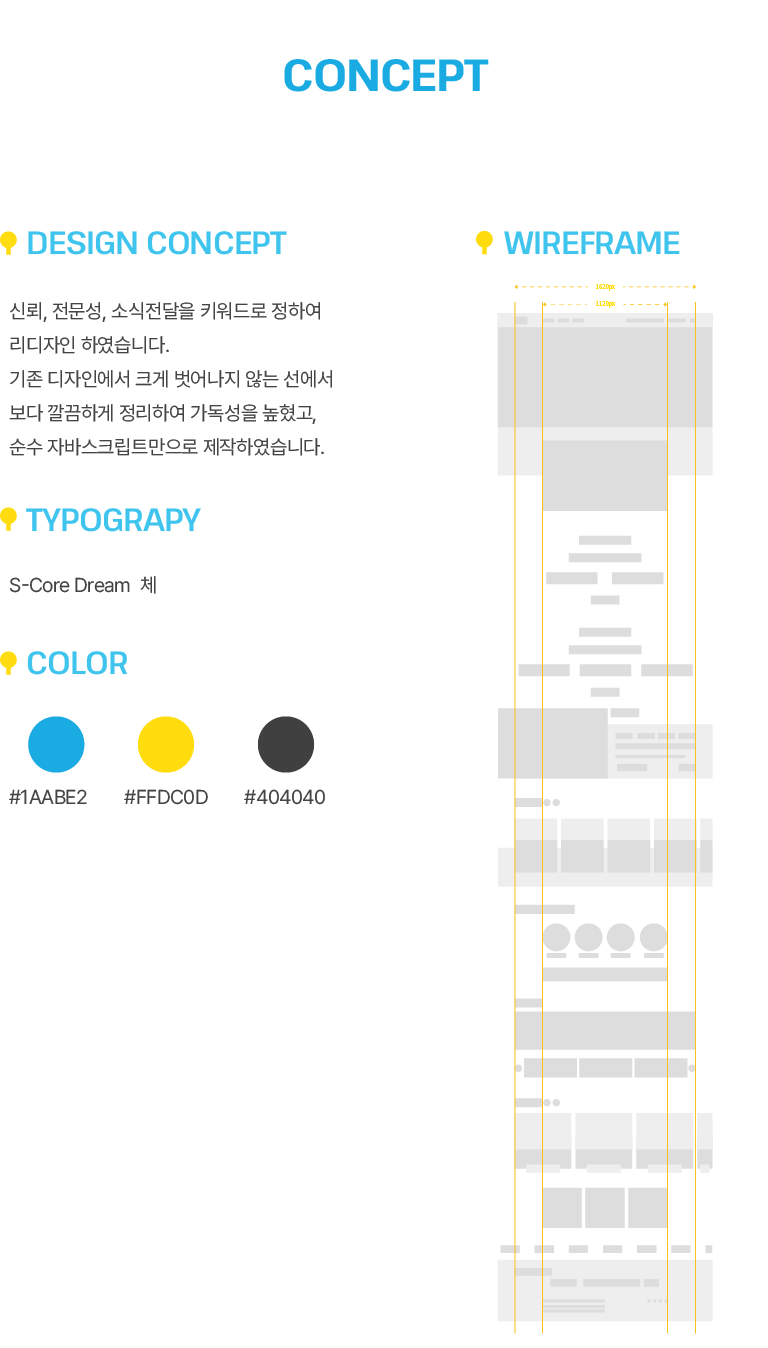 CONCEPT
DESIGN CONCEPT
신뢰, 전문성, 소식전달을 키워드로 정하여
리디자인 하였습니다.
기존 디자인에서 크게 벗어나지 않는 선에서
보다 깔끔하게 정리하여 가독성을 높혔고,
순수 자바스크립트만으로 제작하였습니다.
TYPOGRAPY
S-Core Dream 체
COLOR
#1AABE2 #FFDC0D #404040
WIREFRAME
1620px
1120px